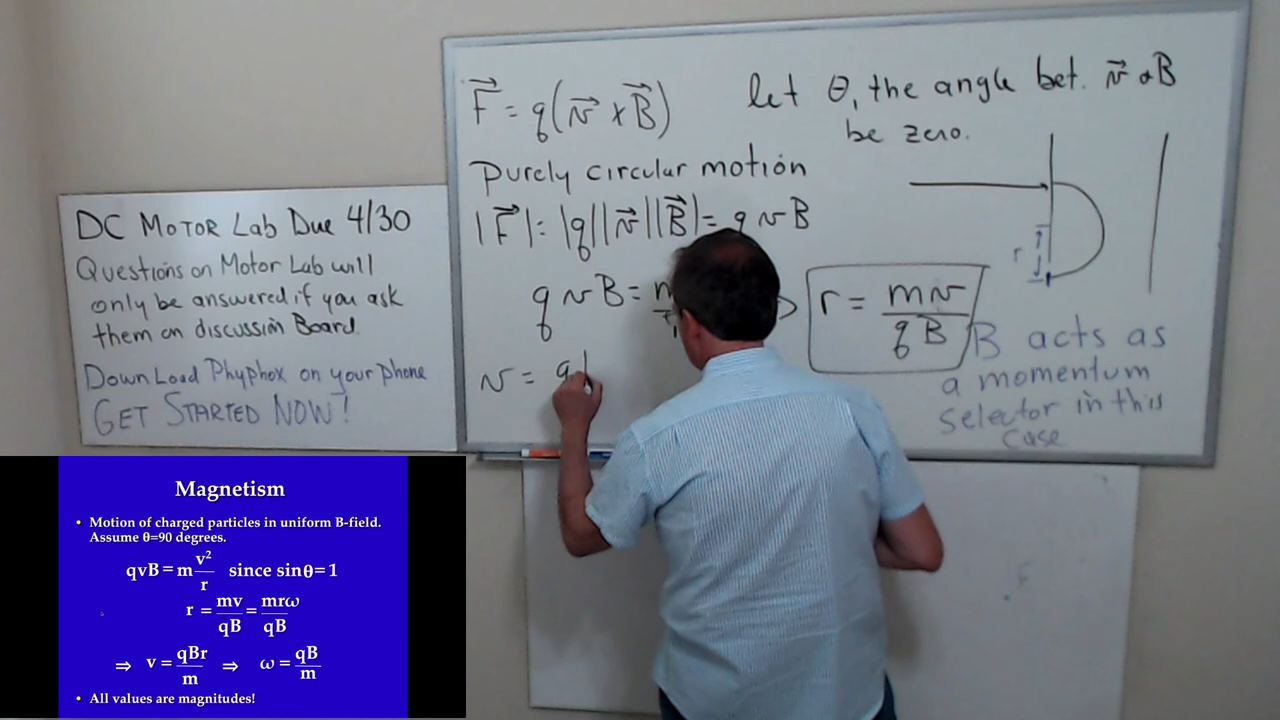 F⃗ = q(v⃗ × B⃗)
let θ, the angle bet. v⃗ & B
be zero.
Purely circular motion
|F⃗| = |q||v⃗||B⃗| = q v B
q v B = m
r = mv/qB
r
v = q
B acts as
a momentum
selector in this
case
DC MOTOR Lab Due 4/30
Questions on Motor Lab will
only be answered if you ask
them on discussion Board.
DownLoad Phyphox on your phone
GET STARTED NOW!
Magnetism
• Motion of charged particles in uniform B-field.
Assume θ=90 degrees.
qvB = m v²/r since sinθ = 1
r = mv/qB = mrω/qB
⇒ v = qBr/m ⇒ ω = qB/m
• All values are magnitudes!